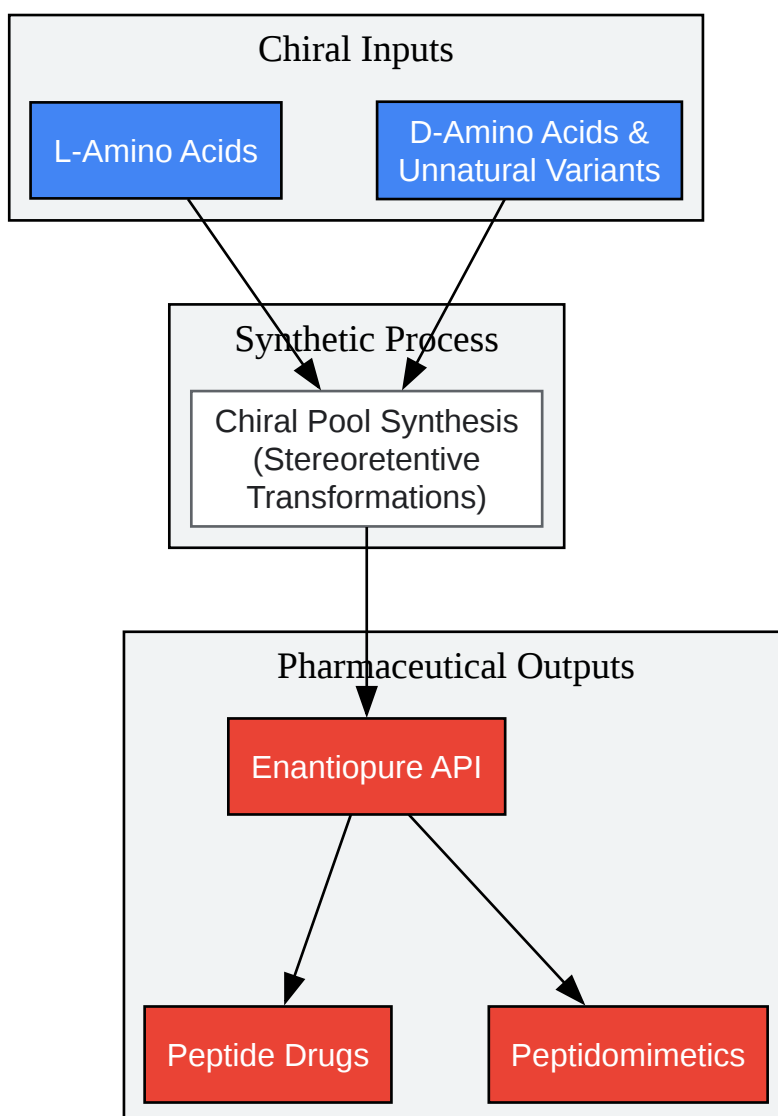 Chiral Inputs
L-Amino Acids
D-Amino Acids &
Unnatural Variants
Synthetic Process
Chiral Pool Synthesis
(Stereoretentive
Transformations)
Pharmaceutical Outputs
Enantiopure API
Peptide Drugs
Peptidomimetics